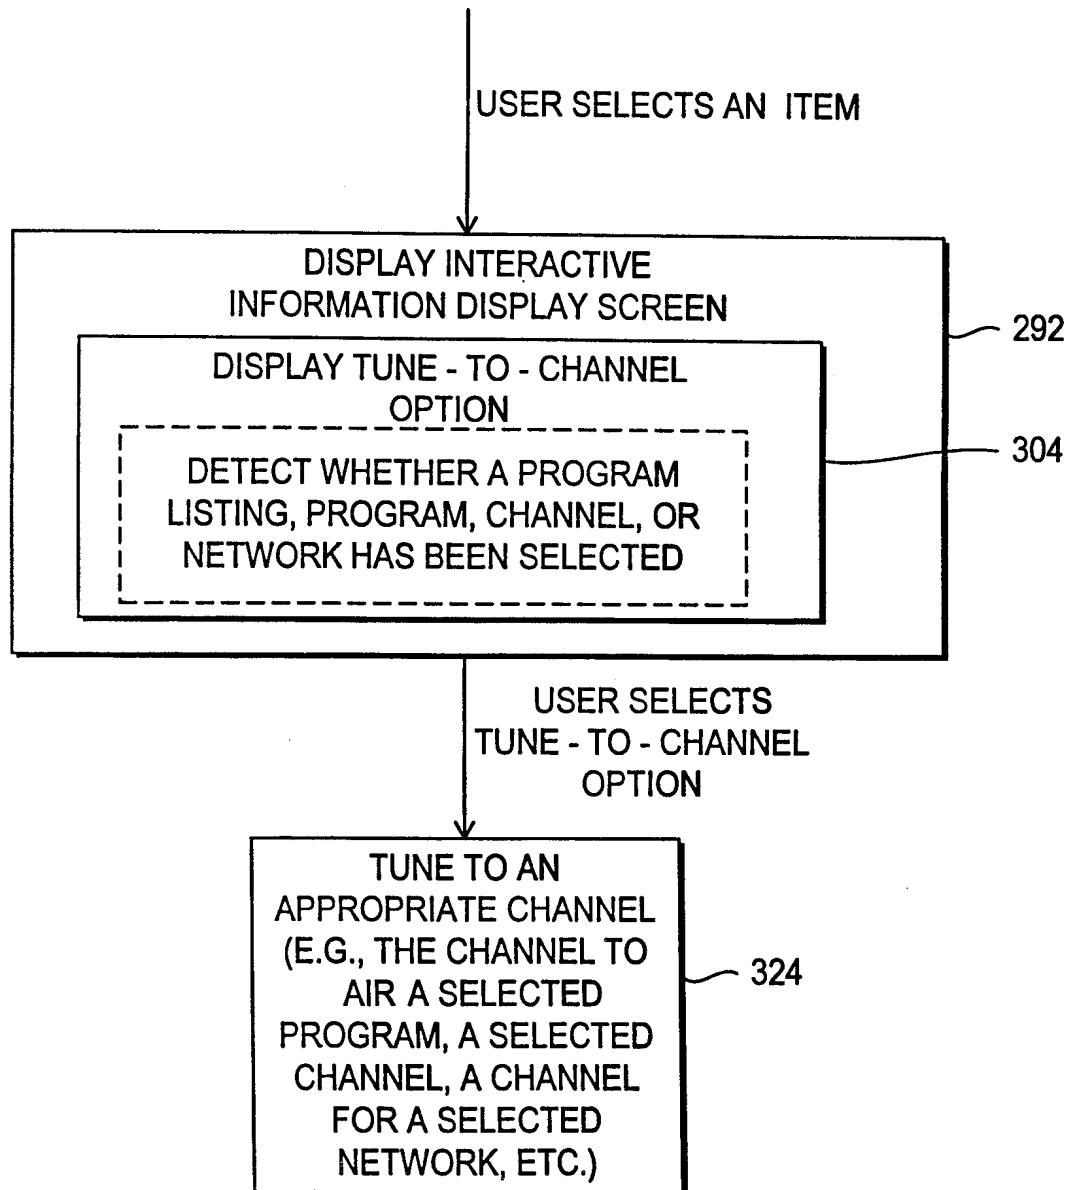 USER SELECTS AN ITEM
DISPLAY INTERACTIVE
INFORMATION DISPLAY SCREEN
292
DISPLAY TUNE - TO - CHANNEL
OPTION
304
DETECT WHETHER A PROGRAM
LISTING, PROGRAM, CHANNEL, OR
NETWORK HAS BEEN SELECTED
USER SELECTS
TUNE - TO - CHANNEL
OPTION
TUNE TO AN
APPROPRIATE CHANNEL
(E.G., THE CHANNEL TO
AIR A SELECTED
PROGRAM, A SELECTED
CHANNEL, A CHANNEL
FOR A SELECTED
NETWORK, ETC.)
324